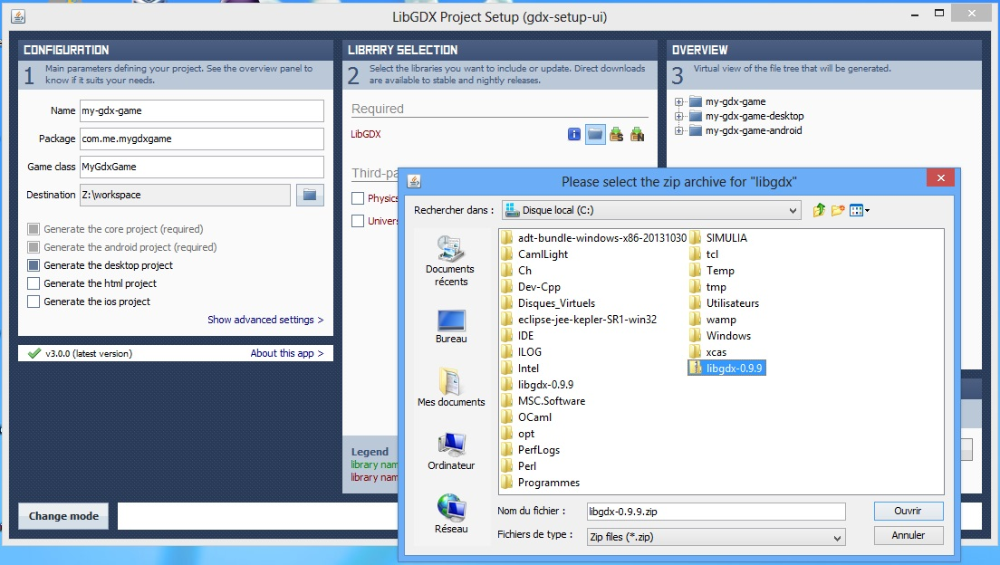 LibGDX Project Setup (gdx-setup-ui)
CONFIGURATION
1
Main parameters defining your project. See the overview panel to
know if it suits your needs.
Name
my-gdx-game
Package
com.me.mygdxgame
Game class
MyGdxGame
Destination
Z:\workspace
Generate the core project (required)
Generate the android project (required)
Generate the desktop project
Generate the html project
Generate the ios project
Show advanced settings >
v3.0.0 (latest version)
About this app >
Change mode
LIBRARY SELECTION
2
Select the libraries you want to include or update. Direct downloads
are available to stable and nightly releases.
Required
LibGDX
S
N
Third-pa
Physics
Univers
Legend
library nam
library nam
OVERVIEW
3
Virtual view of the file tree that will be generated.
my-gdx-game
my-gdx-game-desktop
my-gdx-game-android
Please select the zip archive for "libgdx"
Rechercher dans :
Disque local (C:)
Documents
récents
Bureau
Mes documents
Ordinateur
Réseau
adt-bundle-windows-x86-20131030
CamlLight
Ch
Dev-Cpp
Disques_Virtuels
eclipse-jee-kepler-SR1-win32
IDE
ILOG
Intel
libgdx-0.9.9
MSC.Software
OCaml
opt
PerfLogs
Perl
Programmes
SIMULIA
tcl
Temp
tmp
Utilisateurs
wamp
Windows
xcas
libgdx-0.9.9
Nom du fichier :
libgdx-0.9.9.zip
Ouvrir
Fichiers de type :
Zip files (*.zip)
Annuler